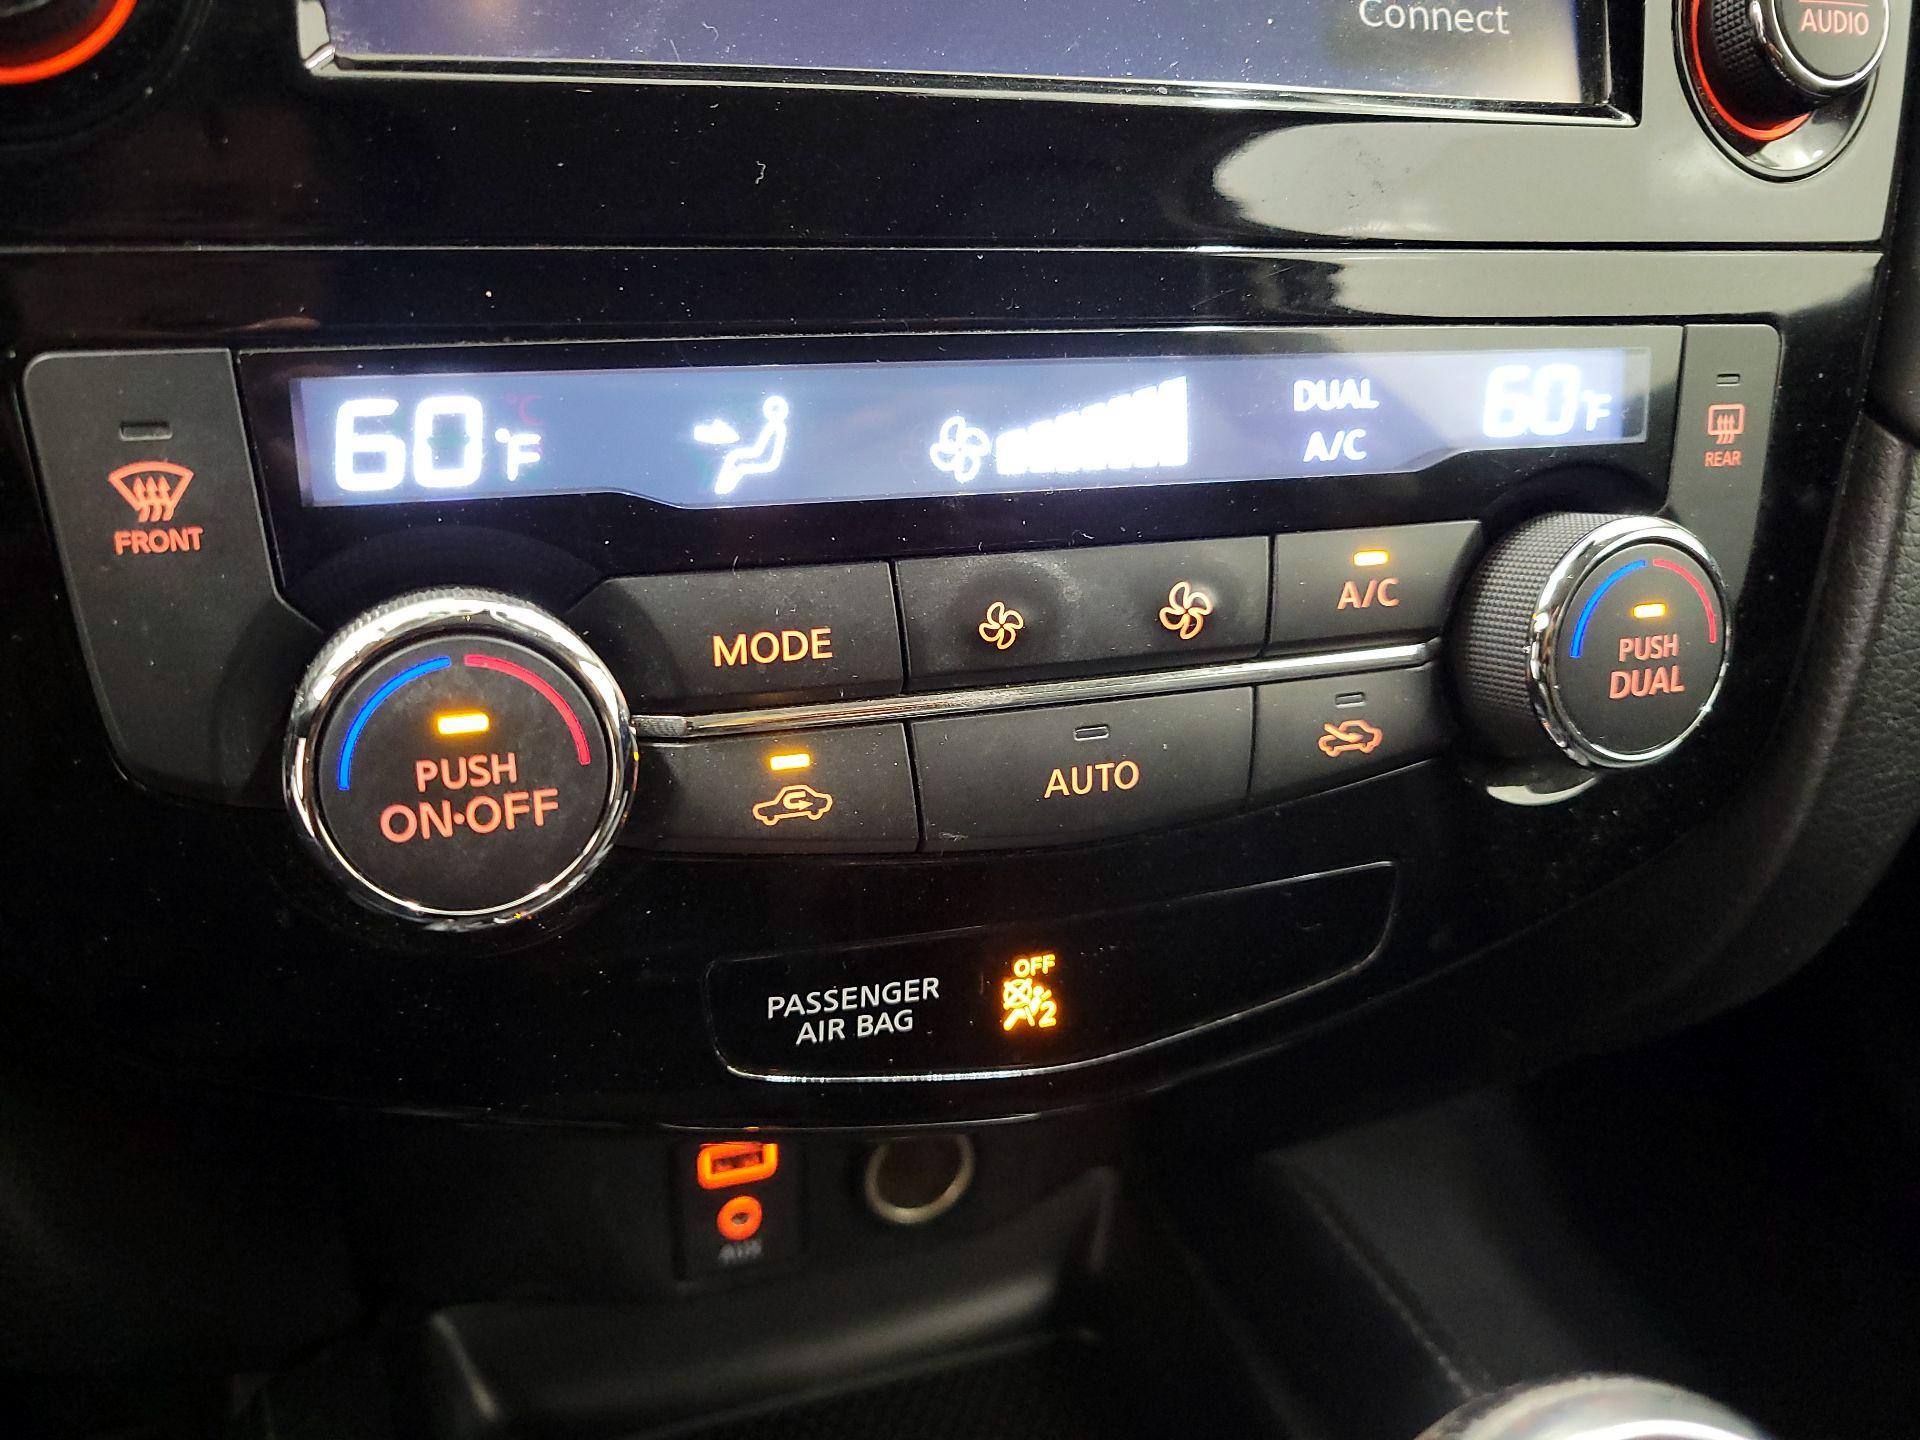 Connect
AUDIO
60°F
DUAL
A/C
60°F
FRONT
REAR
MODE
A/C
PUSH
DUAL
PUSH
ON·OFF
AUTO
PASSENGER
AIR BAG
OFF
2
AUX